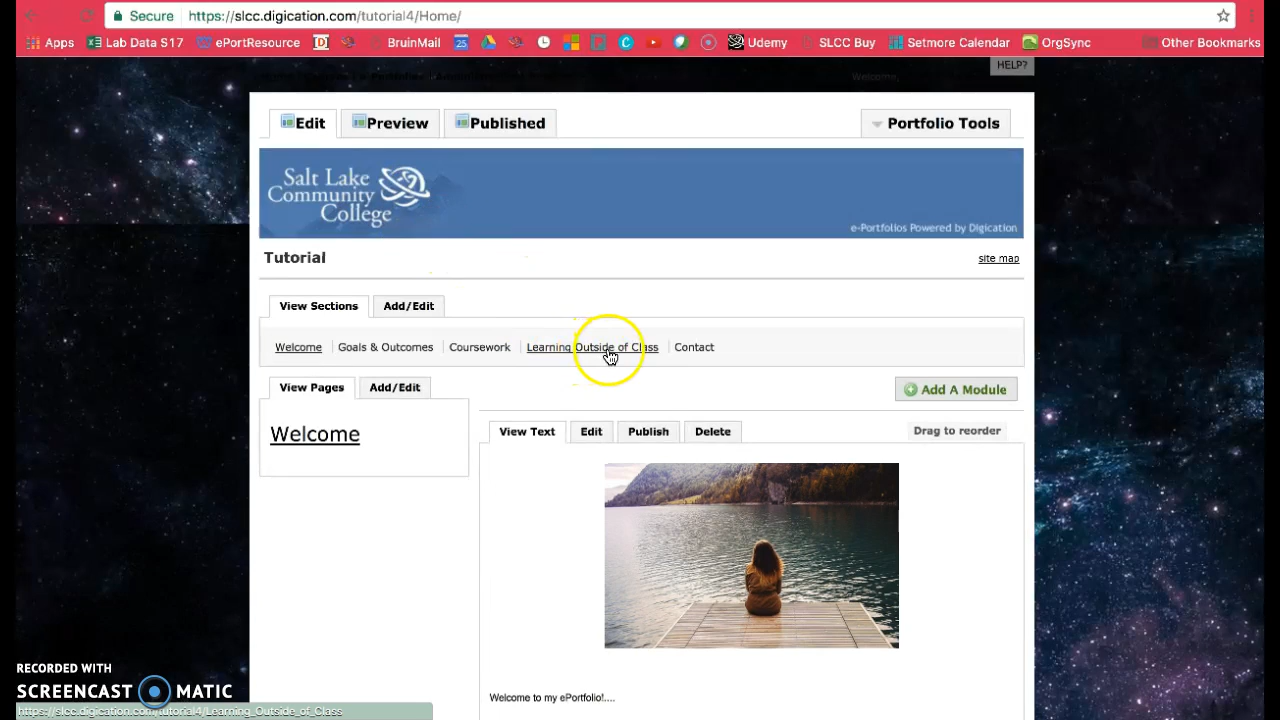 Secure https://slcc.digication.com/tutorial4/Home/
Apps Lab Data S17 ePortResource BruinMail Udemy SLCC Buy Setmore Calendar OrgSync Other Bookmarks
Welcome, HELP?
Edit Preview Published Portfolio Tools
Salt Lake
Community
College
e-Portfolios Powered by Digication
Tutorial site map
View Sections Add/Edit
Welcome Goals & Outcomes Coursework Learning Outside of Class Contact
View Pages Add/Edit Add A Module
Welcome
View Text Edit Publish Delete Drag to reorder
Welcome to my ePortfolio!....
RECORDED WITH
SCREENCAST MATIC
https://slcc.digication.com/tutorial4/Learning_Outside_of_Class